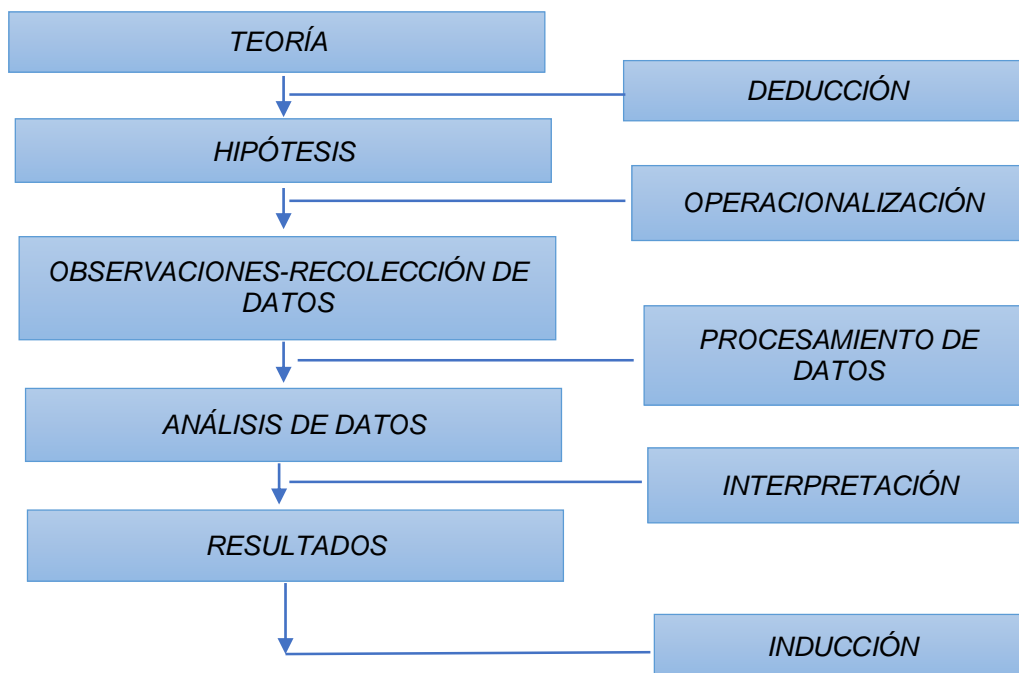 TEORÍA
DEDUCCIÓN
HIPÓTESIS
OPERACIONALIZACIÓN
OBSERVACIONES-RECOLECCIÓN DE
DATOS
PROCESAMIENTO DE
DATOS
ANÁLISIS DE DATOS
INTERPRETACIÓN
RESULTADOS
INDUCCIÓN